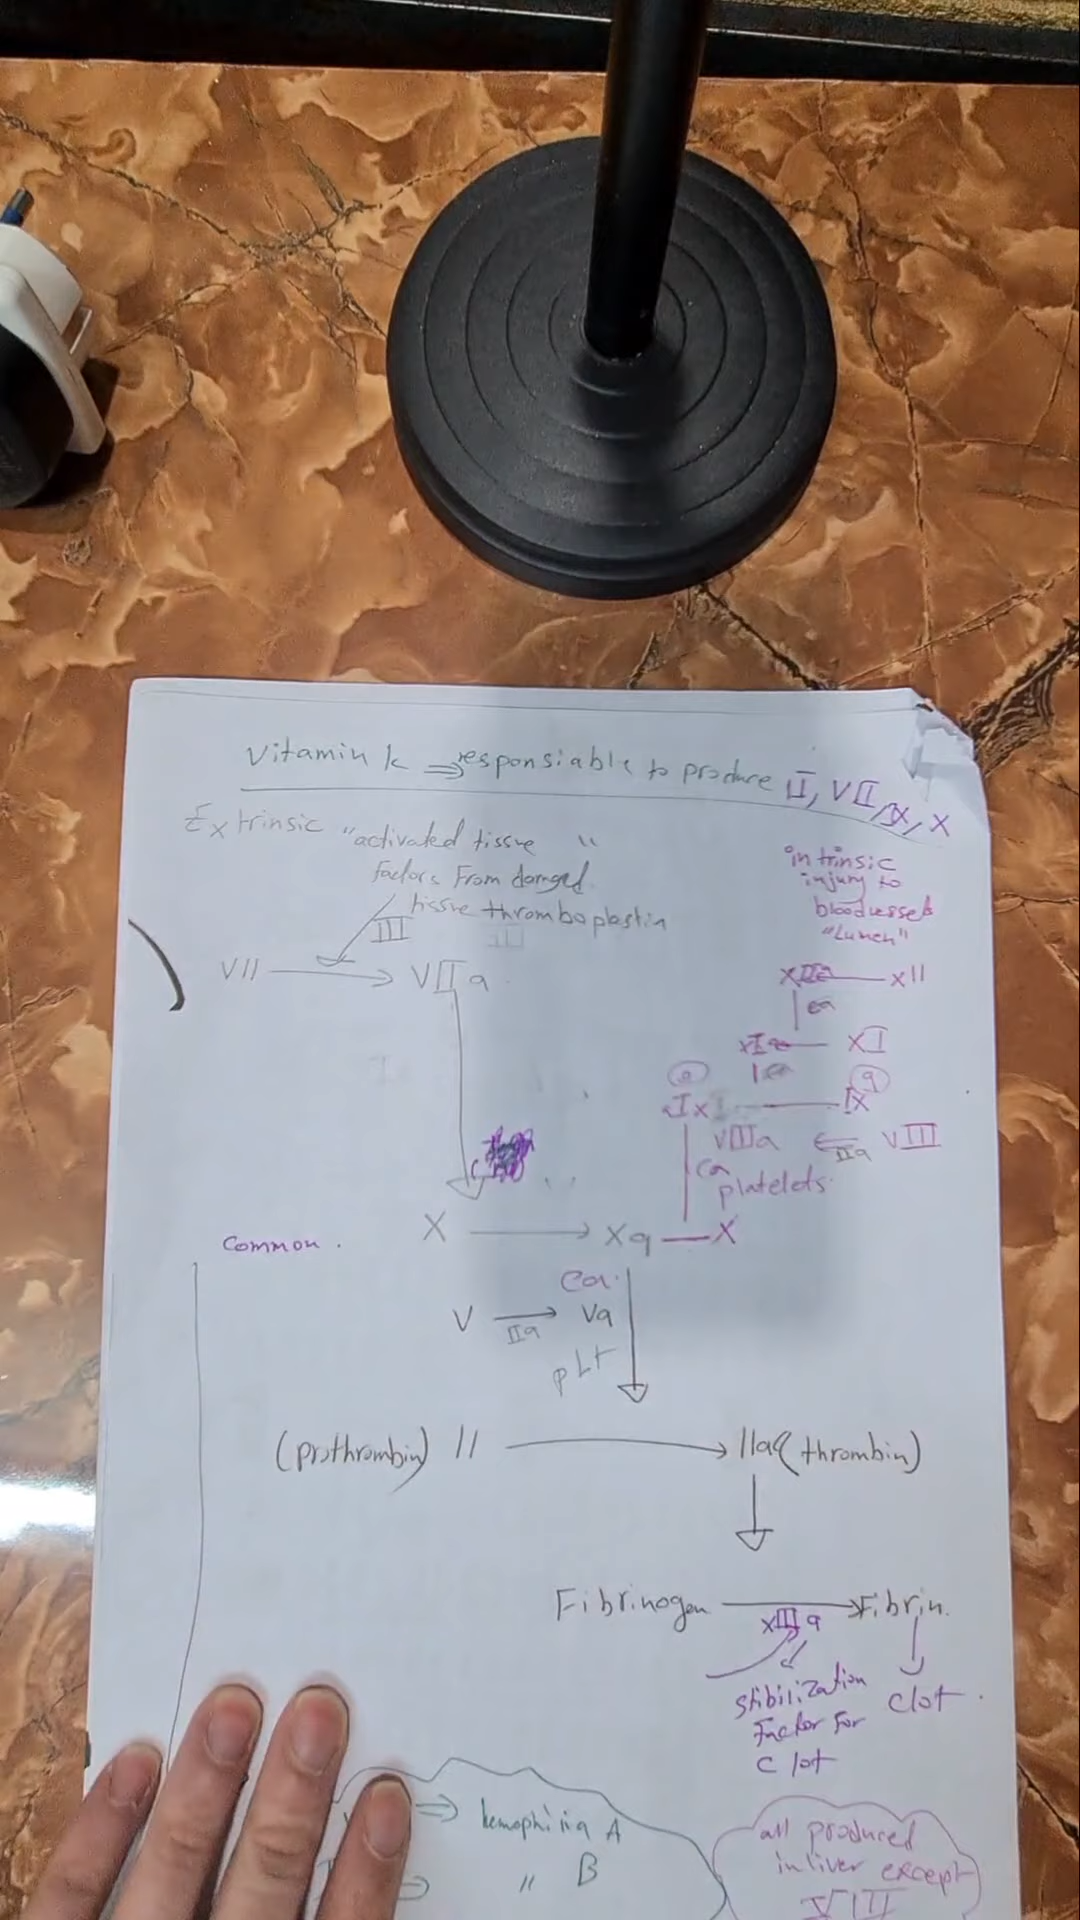 Vitamin k ⇒ responsiable to produce II, VII, IX, X
Extrinsic "activated tissue "
factors From damged
tissue thromboplastin
III
VII → VIIa
intrinsic
injury to
bloodvessels
"Lumen"
XIIa — XII
ca
XIa — XI
ca
a
a
IX — IX
VIIIa ← IIa VIII
ca
platelets
Common.
X → Xa — X
Ca
V → IIa Va
pLt
(prothrombin) II → IIa (thrombin)
Fibrinogen → Fibrin.
XIIIa
stibilization
Factor For
clot
clot.
⇒ hemophilia A
⇒ " B
all produced
in liver except
VIII